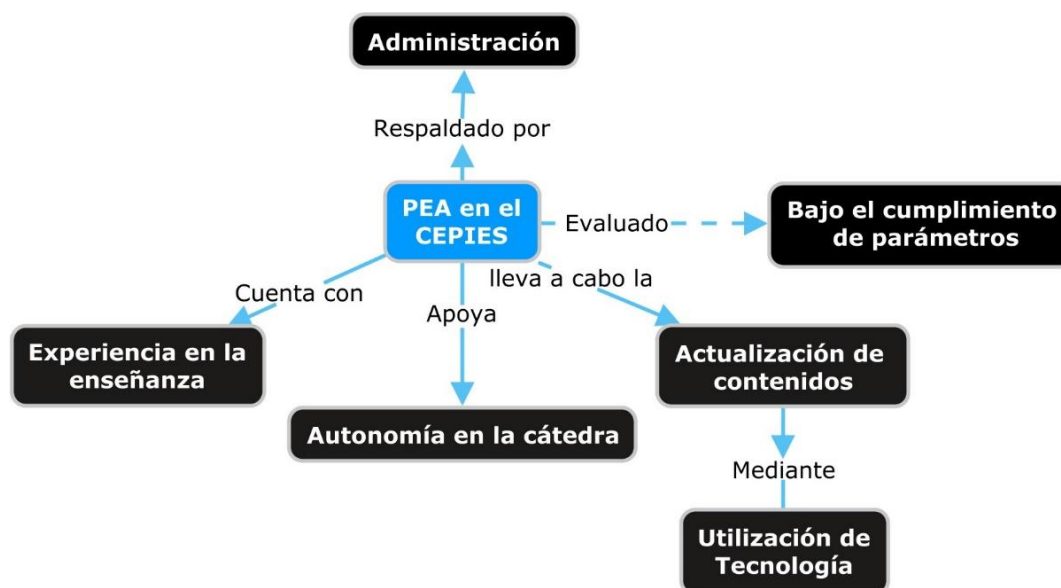 Administración
Respaldado por
PEA en el
CEPIES
Evaluado
Bajo el cumplimiento
de parámetros
lleva a cabo la
Cuenta con
Apoya
Experiencia en la
enseñanza
Actualización de
contenidos
Autonomía en la cátedra
Mediante
Utilización de
Tecnología